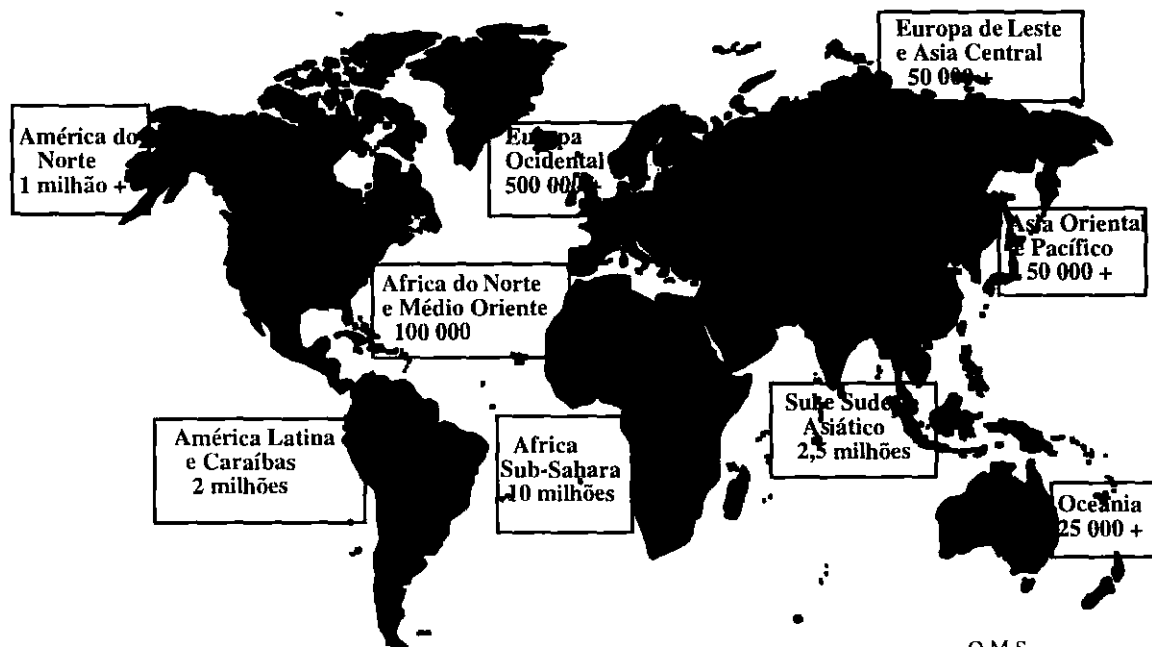 Europa de Leste
e Asia Central
50 000 +
América do
Norte
1 milhão +
Europa
Ocidental
500 000 +
Asia Oriental
e Pacífico
50 000 +
Africa do Norte
e Médio Oriente
100 000
América Latina
e Caraíbas
2 milhões
Africa
Sub-Sahara
10 milhões
Sul e Sudeste
Asiático
2,5 milhões
Oceania
25 000 +
O.M.S.